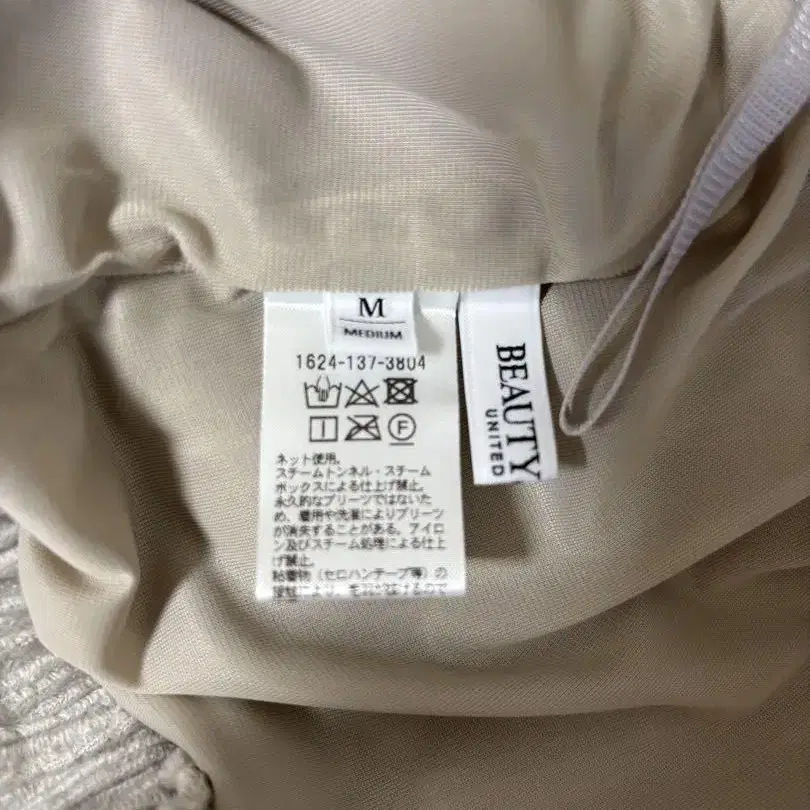 M
MEDIUM
1624-137-3804
F
ネット使用。
スチームトンネル・スチーム
ボックスによる仕上げ禁止。
永久的なプリーツではないた
め、着用や洗濯によりプリーツ
が消失することがある。アイロ
ン及びスチーム処理による仕上
げ禁止。
粘着物（セロハンテープ等）の
接触により、
BEAUTY
UNITED